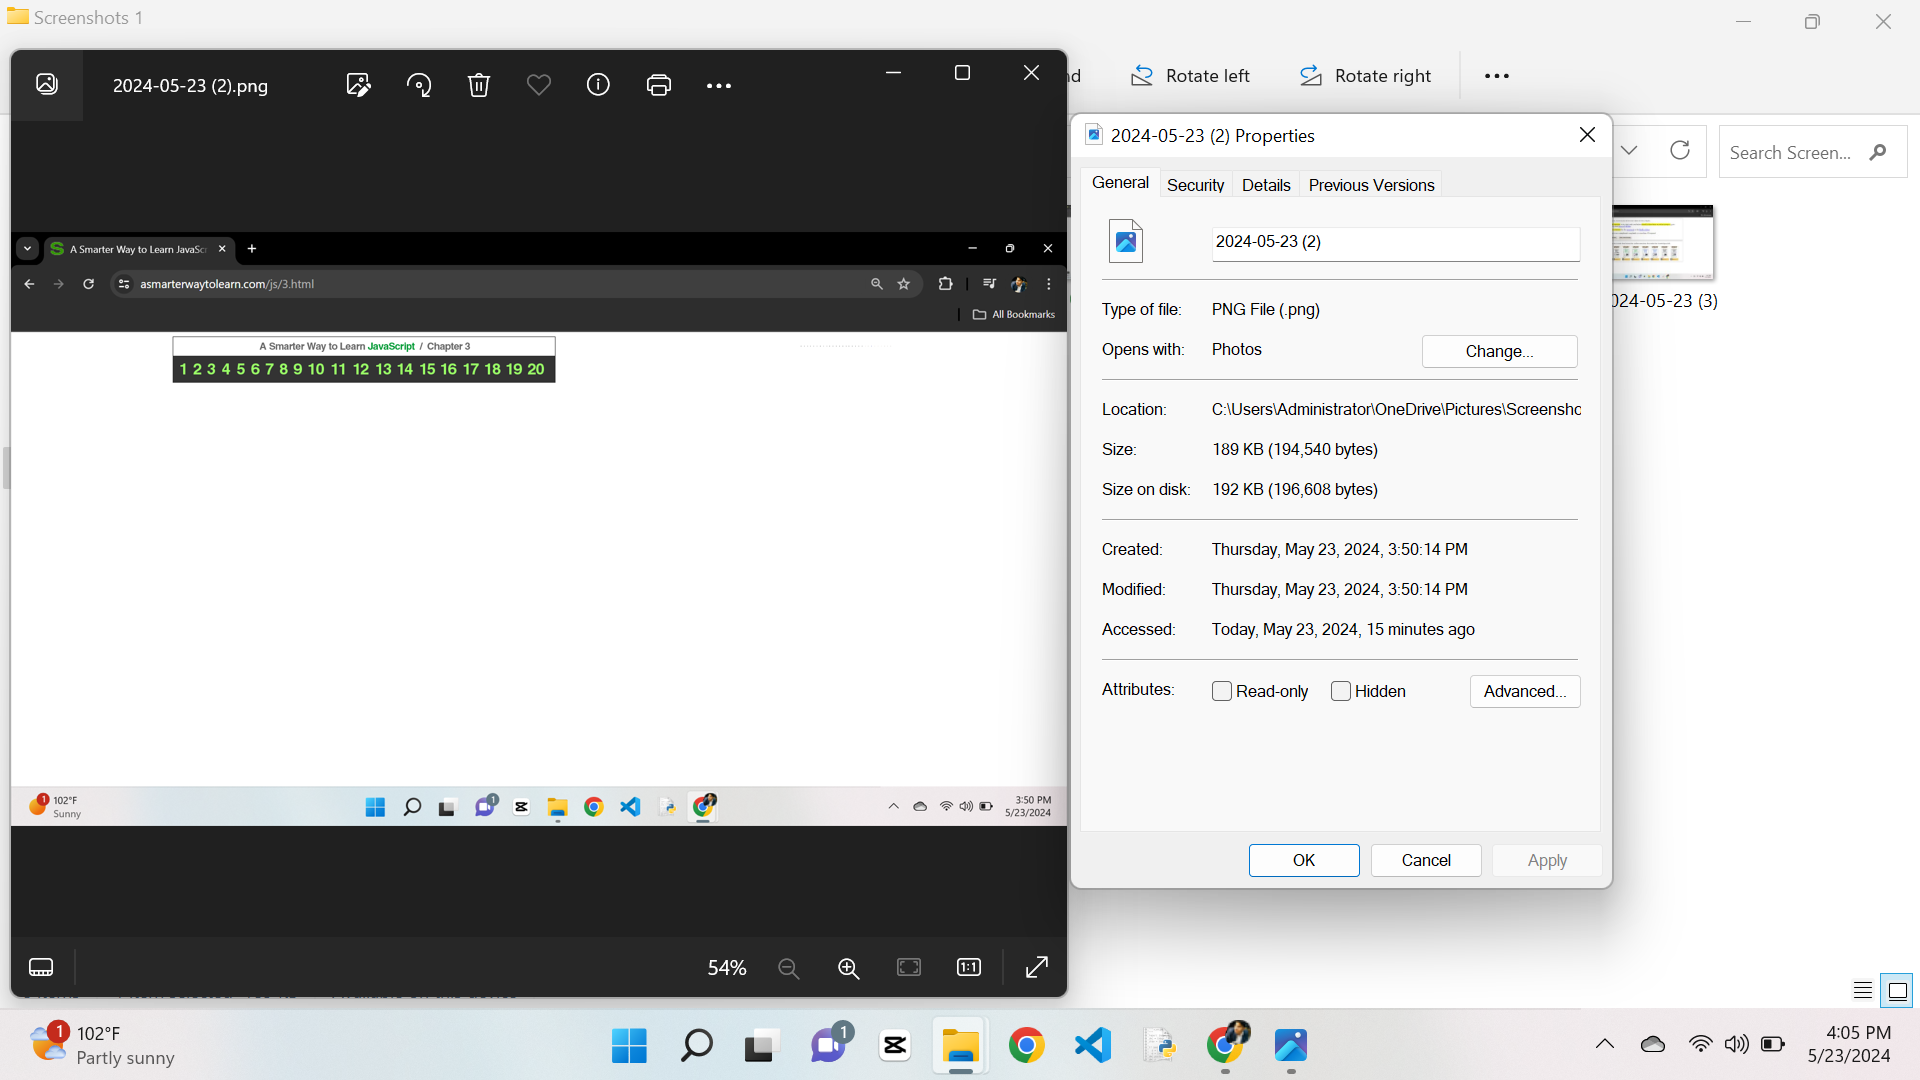 Screenshots 1
2024-05-23 (2).png
Rotate left
Rotate right
2024-05-23 (2) Properties
Search Screen...
General
Security
Details
Previous Versions
2024-05-23 (2)
A Smarter Way to Learn JavaSc
asmarterwaytolearn.com/js/3.html
All Bookmarks
024-05-23 (3)
Type of file: PNG File (.png)
Opens with: Photos
Change...
A Smarter Way to Learn JavaScript / Chapter 3
1 2 3 4 5 6 7 8 9 10 11 12 13 14 15 16 17 18 19 20
Location: C:\Users\Administrator\OneDrive\Pictures\Screensho
Size: 189 KB (194,540 bytes)
Size on disk: 192 KB (196,608 bytes)
Created: Thursday, May 23, 2024, 3:50:14 PM
Modified: Thursday, May 23, 2024, 3:50:14 PM
Accessed: Today, May 23, 2024, 15 minutes ago
Attributes:
Read-only
Hidden
Advanced...
1
102°F
Sunny
1
3:50 PM
5/23/2024
OK
Cancel
Apply
54%
1:1
1
102°F
Partly sunny
1
4:05 PM
5/23/2024